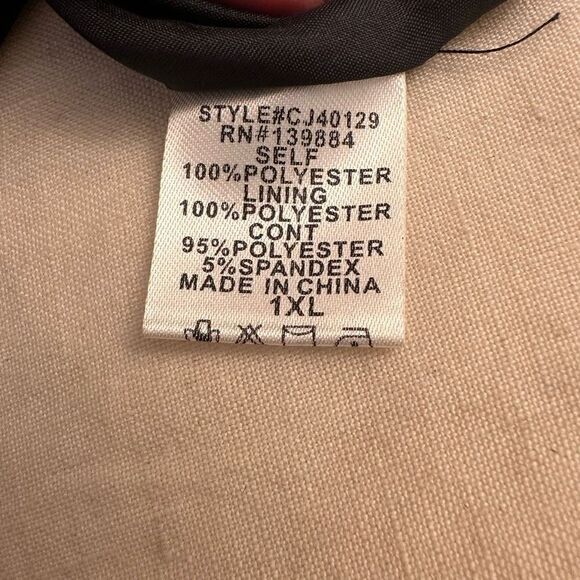 STYLE#CJ40129
RN#139884
SELF
100%POLYESTER
LINING
100%POLYESTER
CONT
95%POLYESTER
5%SPANDEX
MADE IN CHINA
1XL